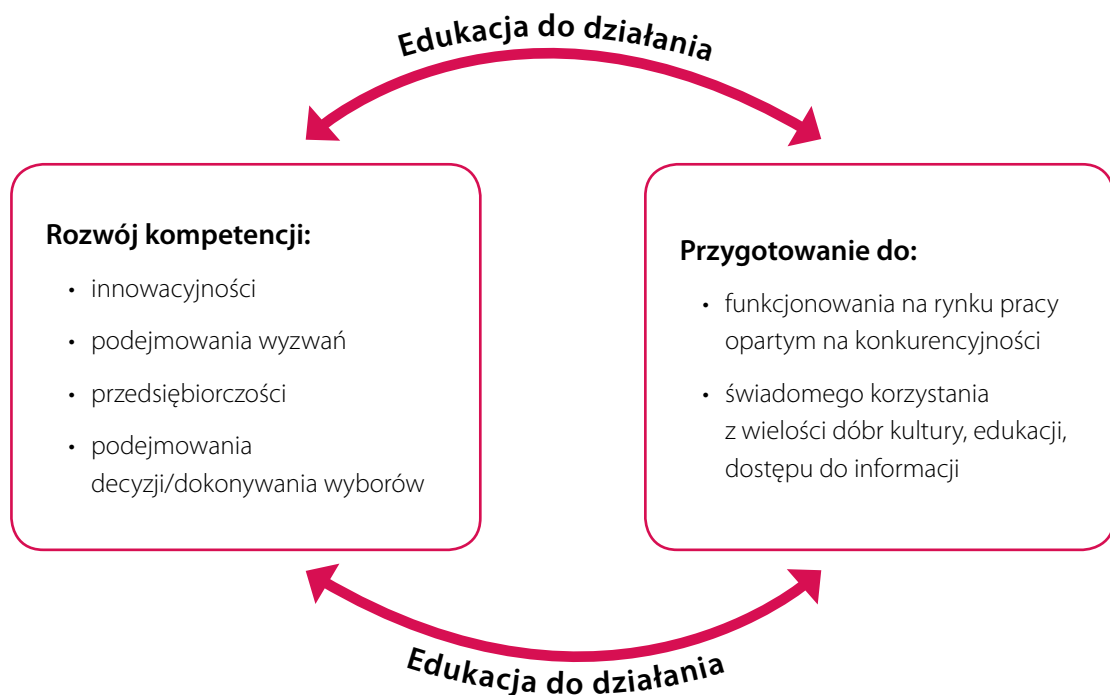 Edukacja do działania
Rozwój kompetencji:
• innowacyjności
• podejmowania wyzwań
• przedsiębiorczości
• podejmowania
decyzji/dokonywania wyborów
Przygotowanie do:
• funkcjonowania na rynku pracy
opartym na konkurencyjności
• świadomego korzystania
z wielości dóbr kultury, edukacji,
dostępu do informacji
Edukacja do działania